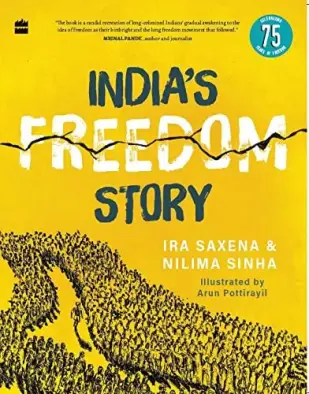 "The book is a candid recreation of long-colonized Indians' gradual awakening to the
idea of freedom as their birthright and the long freedom movement that followed."
MRINAL PANDE, author and journalist
75
INDIA'S
FREEDOM
STORY
IRA SAXENA &
NILIMA SINHA
Illustrated by
Arun Pottirayil